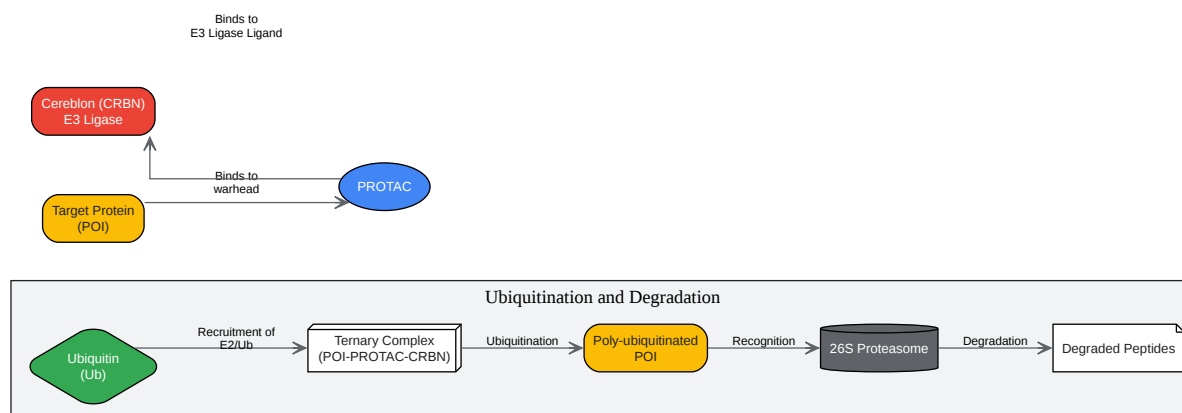 Binds to
E3 Ligase Ligand
Cereblon (CRBN)
E3 Ligase
Binds to
warhead
PROTAC
Target Protein
(POI)
Ubiquitination and Degradation
Ubiquitin
(Ub)
Recruitment of
E2/Ub
Ternary Complex
(POI-PROTAC-CRBN)
Ubiquitination
Poly-ubiquitinated
POI
Recognition
26S Proteasome
Degradation
Degraded Peptides